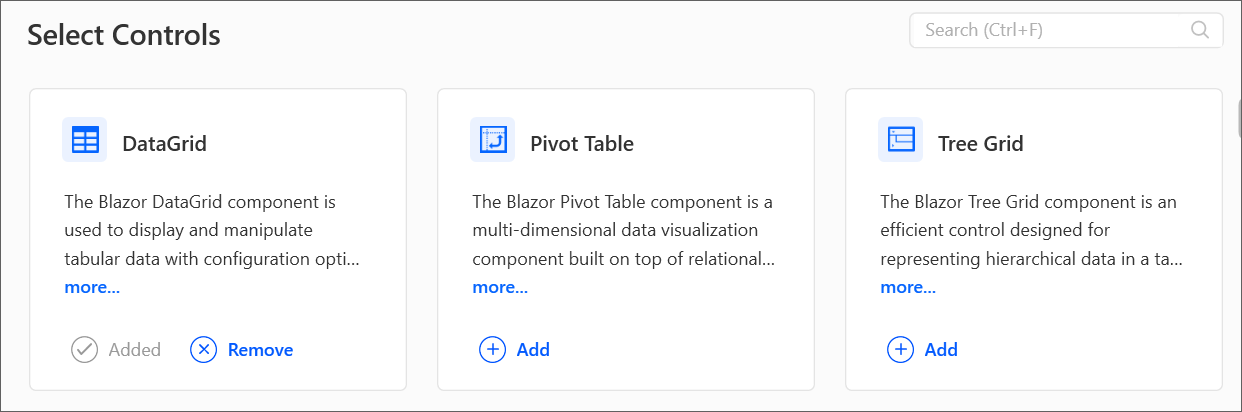 Select Controls
Search (Ctrl+F)
DataGrid
The Blazor DataGrid component is
used to display and manipulate
tabular data with configuration opti...
more...
Added
Remove
Pivot Table
The Blazor Pivot Table component is a
multi-dimensional data visualization
component built on top of relational...
more...
Add
Tree Grid
The Blazor Tree Grid component is an
efficient control designed for
representing hierarchical data in a ta...
more...
Add